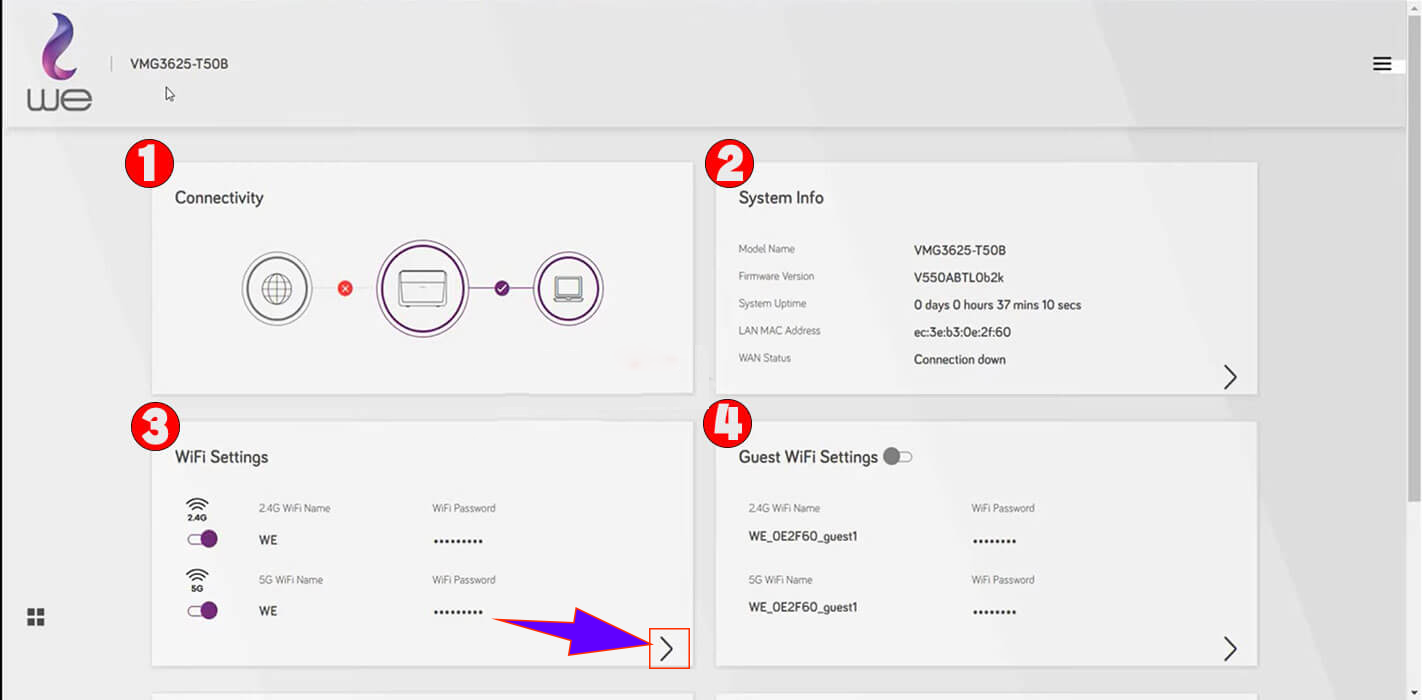 we
VMG3625-T50B
1
Connectivity
2
System Info
Model Name VMG3625-T50B
Firmware Version V550ABTL0b2k
System Uptime 0 days 0 hours 37 mins 10 secs
LAN MAC Address ec:3e:b3:0e:2f:60
WAN Status Connection down
3
WiFi Settings
2.4G
2.4G WiFi Name WiFi Password
WE •••••••••
5G
5G WiFi Name WiFi Password
WE •••••••••
4
Guest WiFi Settings
2.4G WiFi Name WiFi Password
WE_0E2F60_guest1 ••••••••
5G WiFi Name WiFi Password
WE_0E2F60_guest1 ••••••••